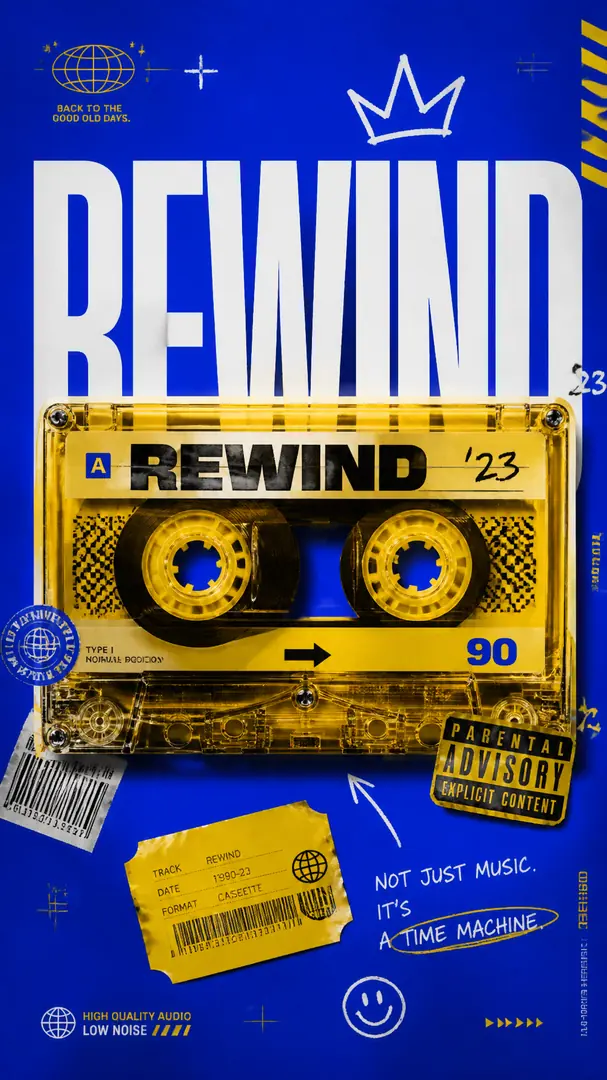 BACK TO THE
GOOD OLD DAYS.
REWIND
'23
A REWIND '23
TYPE I
90
PARENTAL
ADVISORY
EXPLICIT CONTENT
TRACK REWIND
DATE 1990-23
FORMAT CASEETTE
NOT JUST MUSIC.
IT'S
A TIME MACHINE.
HIGH QUALITY AUDIO
LOW NOISE